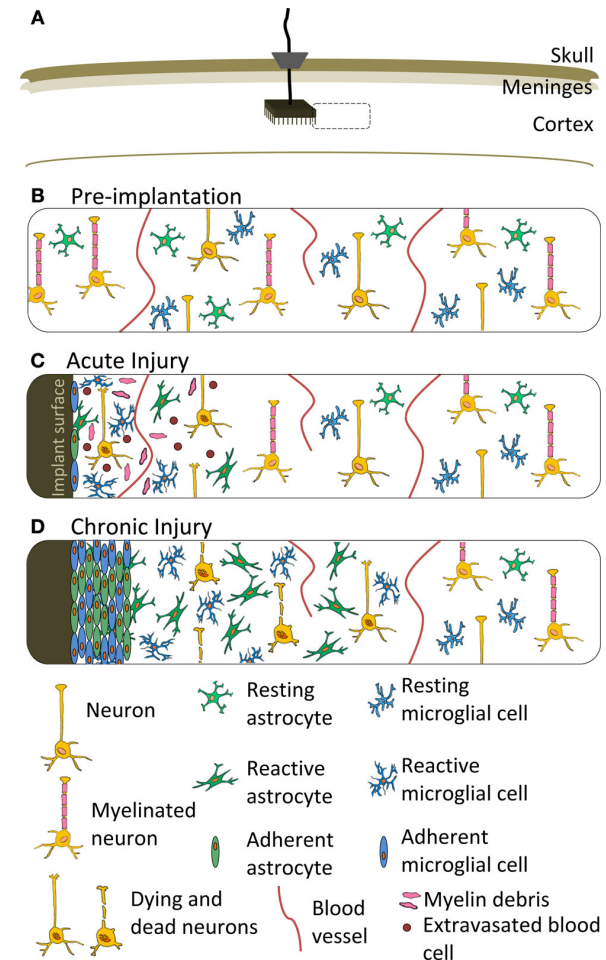 A
Skull
Meninges
Cortex
B Pre-implantation
C Acute Injury
Implant surface
D Chronic Injury
Neuron
Resting
astrocyte
Resting
microglial cell
Reactive
astrocyte
Reactive
microglial cell
Myelinated
neuron
Adherent
astrocyte
Adherent
microglial cell
Dying and
dead neurons
Blood
vessel
Myelin debris
Extravasated blood
cell